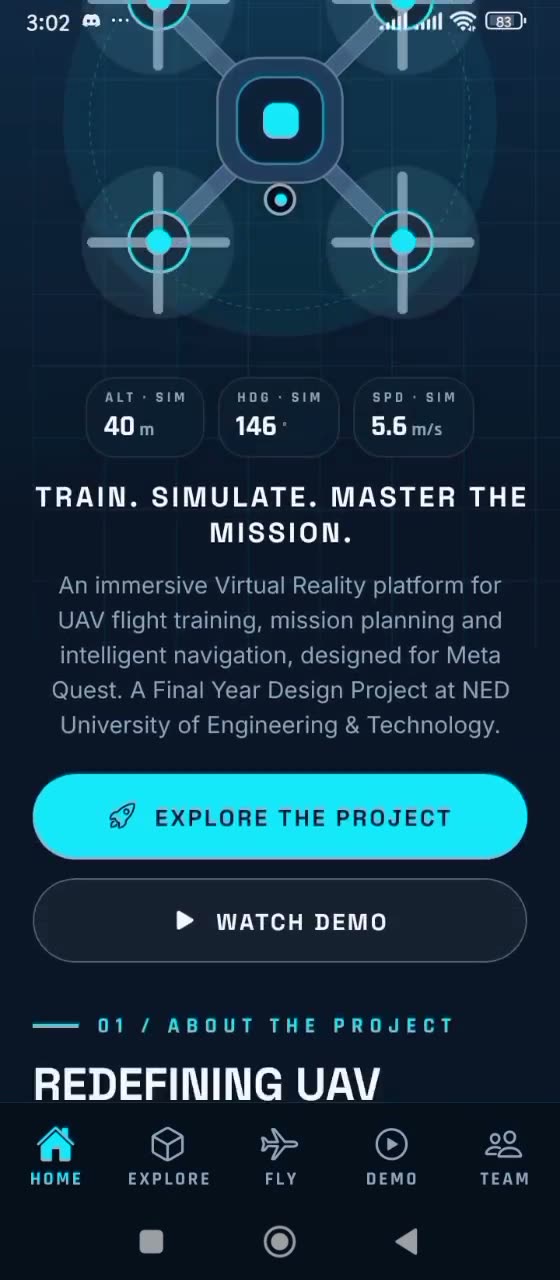 3:02
83
ALT · SIM
40 m
HDG · SIM
146 °
SPD · SIM
5.6 m/s
TRAIN. SIMULATE. MASTER THE
MISSION.
An immersive Virtual Reality platform for
UAV flight training, mission planning and
intelligent navigation, designed for Meta
Quest. A Final Year Design Project at NED
University of Engineering & Technology.
EXPLORE THE PROJECT
WATCH DEMO
01 / ABOUT THE PROJECT
REDEFINING UAV
HOME
EXPLORE
FLY
DEMO
TEAM